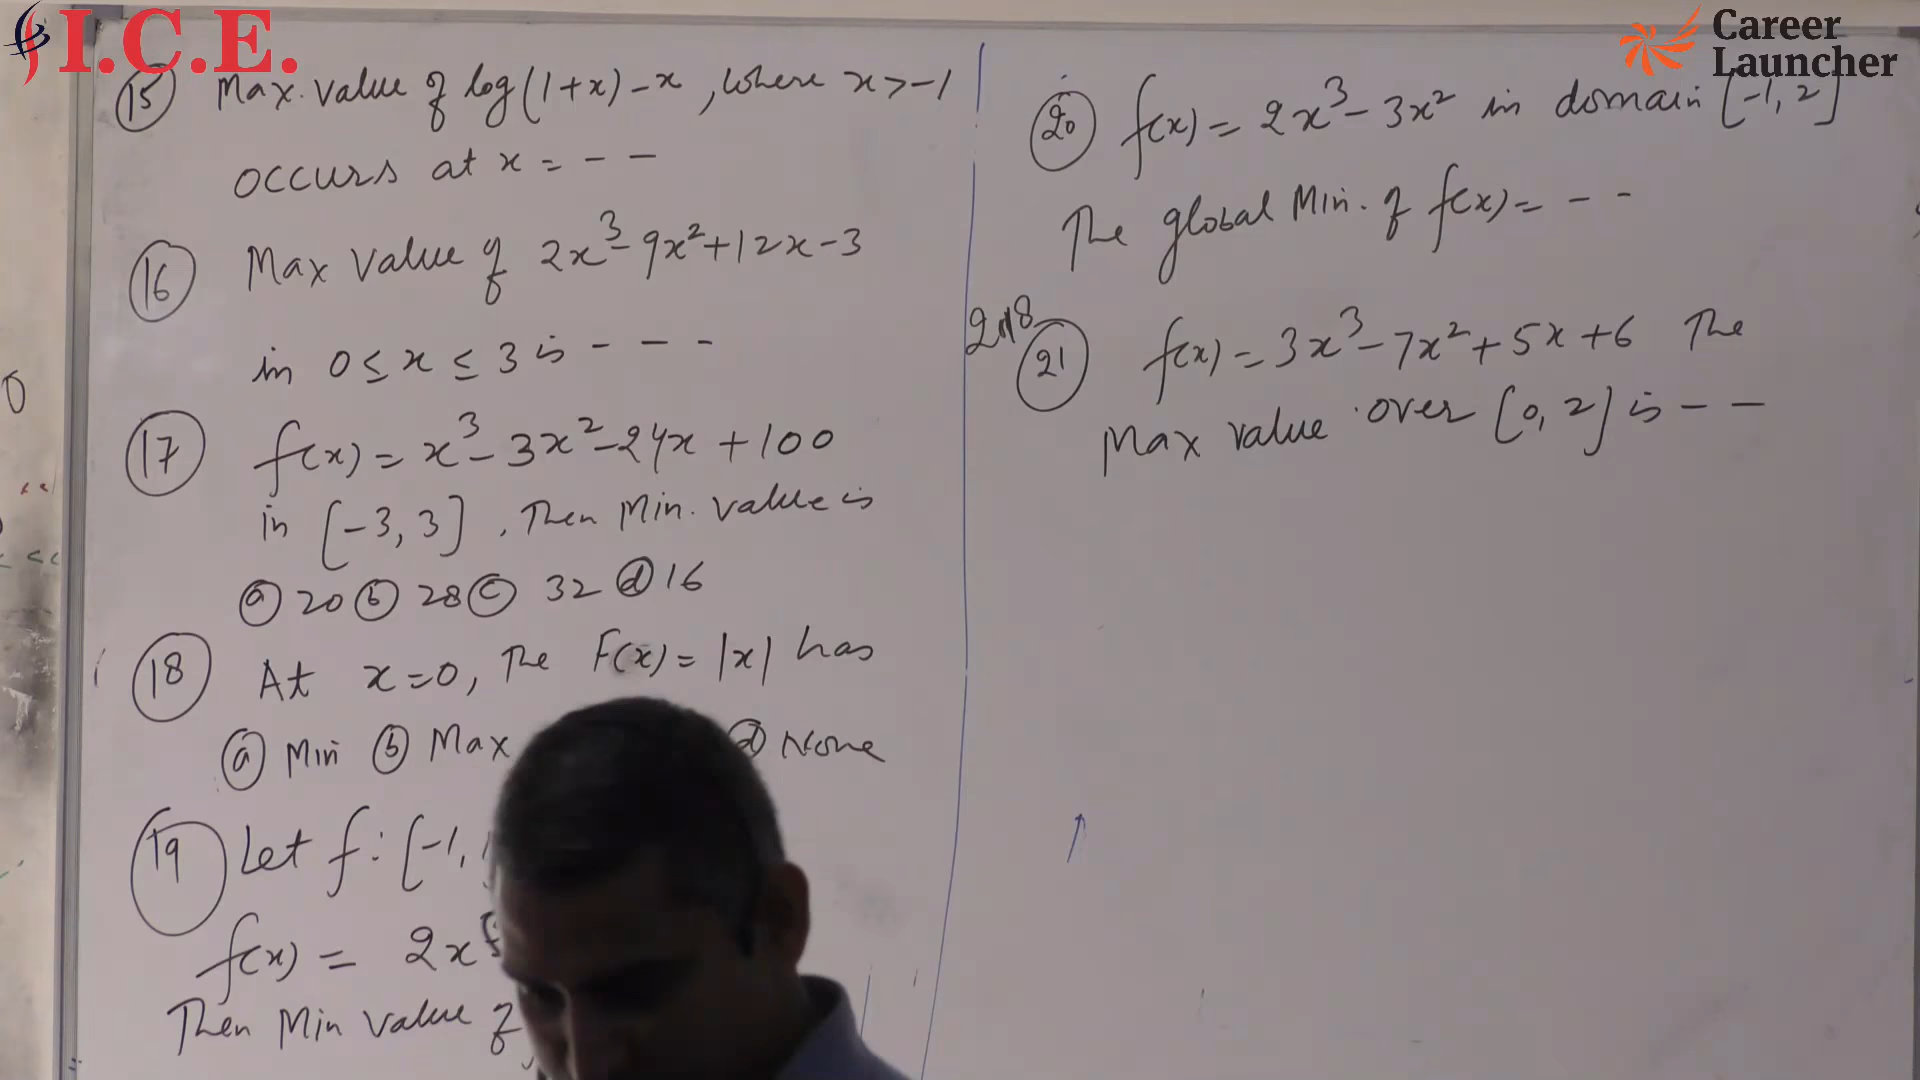 I.C.E.
Career
Launcher
(15) Max. value of log(1+x)-x, where x>-1
occurs at x = - -
(16) Max value of 2x³-9x²+12x-3
in 0≤x≤3 is - - -
(17) f(x) = x³-3x²-24x+100
in [-3,3]. Then Min. value is
(a) 20 (b) 28 (c) 32 (d) 16
(18) At x=0, The F(x)=|x| has
(a) Min (b) Max (d) None
(19) Let f: [-1,
f(x) = 2x
Then Min value of
(20) f(x) = 2x³-3x² in domain [-1,2]
The global Min. of f(x) = - -
2M8
(21) f(x) = 3x³-7x²+5x+6 The
Max value over [0,2] is - -